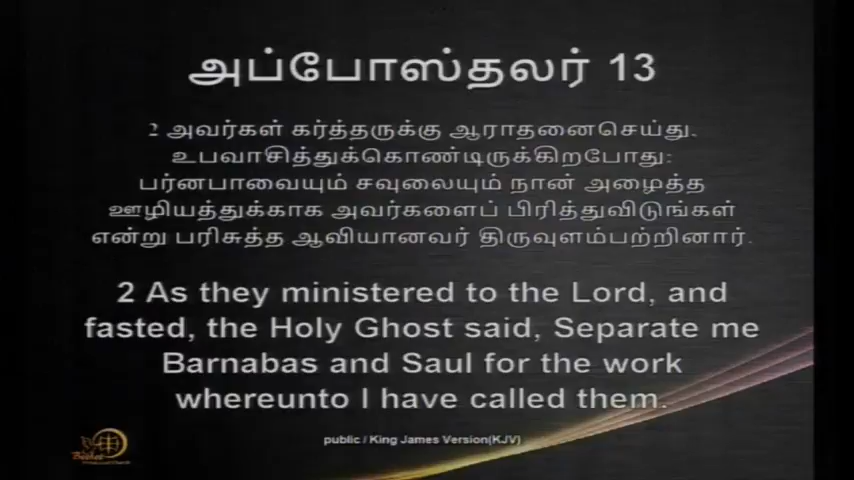 அப்போஸ்தலர் 13
2 அவர்கள் கர்த்தருக்கு ஆராதனைசெய்து,
உபவாசித்துக்கொண்டிருக்கிறபோது:
பர்னபாவையும் சவுலையும் நான் அழைத்த
ஊழியத்துக்காக அவர்களைப் பிரித்துவிடுங்கள்
என்று பரிசுத்த ஆவியானவர் திருவுளம்பற்றினார்.
2 As they ministered to the Lord, and
fasted, the Holy Ghost said, Separate me
Barnabas and Saul for the work
whereunto I have called them.
public / King James Version(KJV)